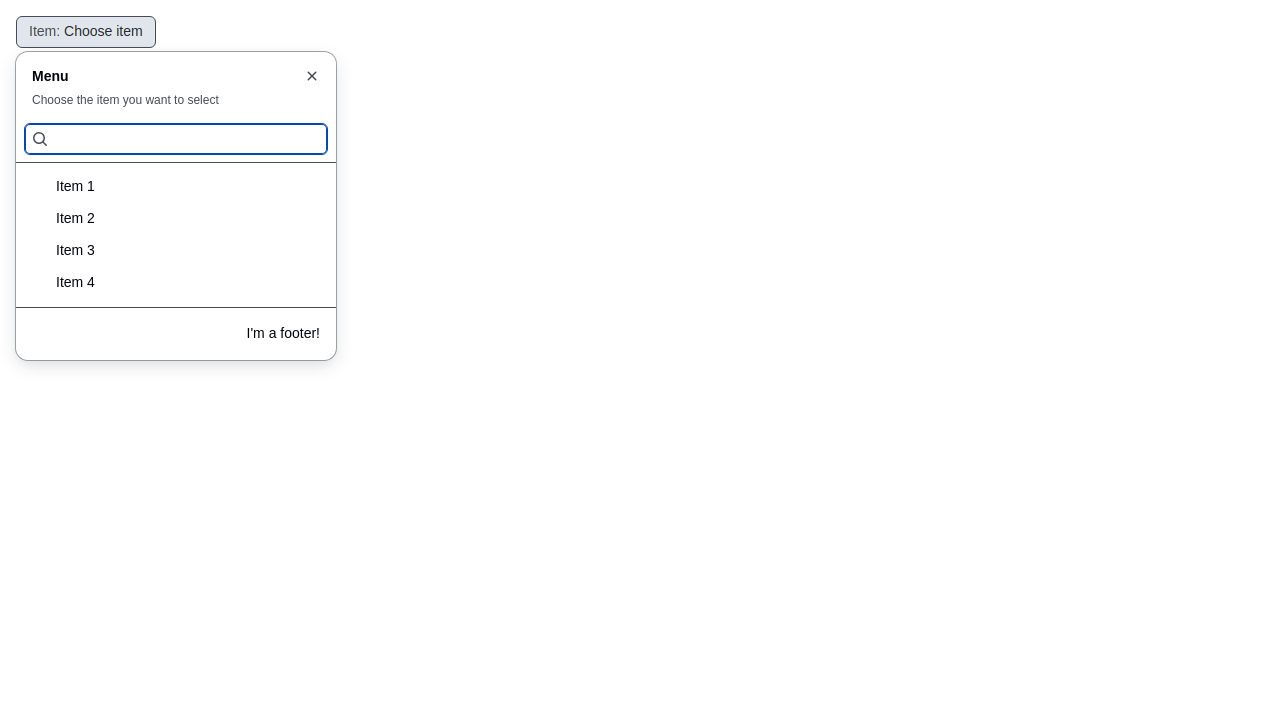 Item: Choose item
Menu
Choose the item you want to select
Item 1
Item 2
Item 3
Item 4
I'm a footer!